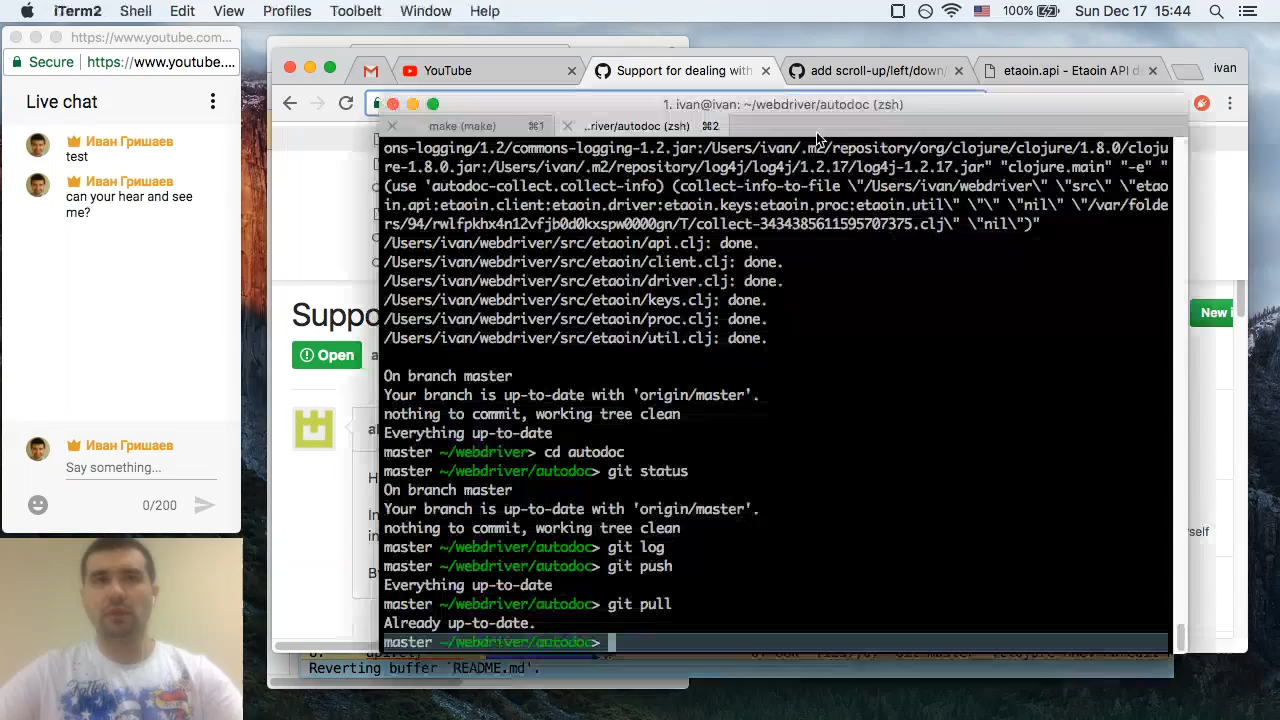 iTerm2 Shell Edit View Profiles Toolbelt Window Help 100% Sun Dec 17 15:44
https://www.youtube.com...
Secure https://www.youtube....
Live chat
Иван Гришаев
test
Иван Гришаев
can your hear and see
me?
Иван Гришаев
Say something...
0/200
YouTube Support for dealing with add scroll-up/left/down etaoin.api - Etaoin API d ivan
1. ivan@ivan: ~/webdriver/autodoc (zsh)
make (make) ⌘1 ..river/autodoc (zsh) ⌘2
ons-logging/1.2/commons-logging-1.2.jar:/Users/ivan/.m2/repository/org/clojure/clojure/1.8.0/cloju
re-1.8.0.jar:/Users/ivan/.m2/repository/log4j/log4j/1.2.17/log4j-1.2.17.jar" "clojure.main" "-e" "
(use 'autodoc-collect.collect-info) (collect-info-to-file \"/Users/ivan/webdriver\" \"src\" \"etao
in.api:etaoin.client:etaoin.driver:etaoin.keys:etaoin.proc:etaoin.util\" \"\" \"nil\" \"/var/folde
rs/94/rwlfpkhx4n12vfjb0d0kxspw0000gn/T/collect-3434385611595707375.clj\" \"nil\")"
/Users/ivan/webdriver/src/etaoin/api.clj: done.
/Users/ivan/webdriver/src/etaoin/client.clj: done.
/Users/ivan/webdriver/src/etaoin/driver.clj: done.
/Users/ivan/webdriver/src/etaoin/keys.clj: done.
/Users/ivan/webdriver/src/etaoin/proc.clj: done.
/Users/ivan/webdriver/src/etaoin/util.clj: done.
On branch master
Your branch is up-to-date with 'origin/master'.
nothing to commit, working tree clean
Everything up-to-date
master ~/webdriver> cd autodoc
master ~/webdriver/autodoc> git status
On branch master
Your branch is up-to-date with 'origin/master'.
nothing to commit, working tree clean
master ~/webdriver/autodoc> git log
master ~/webdriver/autodoc> git push
Everything up-to-date
master ~/webdriver/autodoc> git pull
Already up-to-date.
master ~/webdriver/autodoc>
Suppo
Open
New i
Reverting buffer `README.md'.